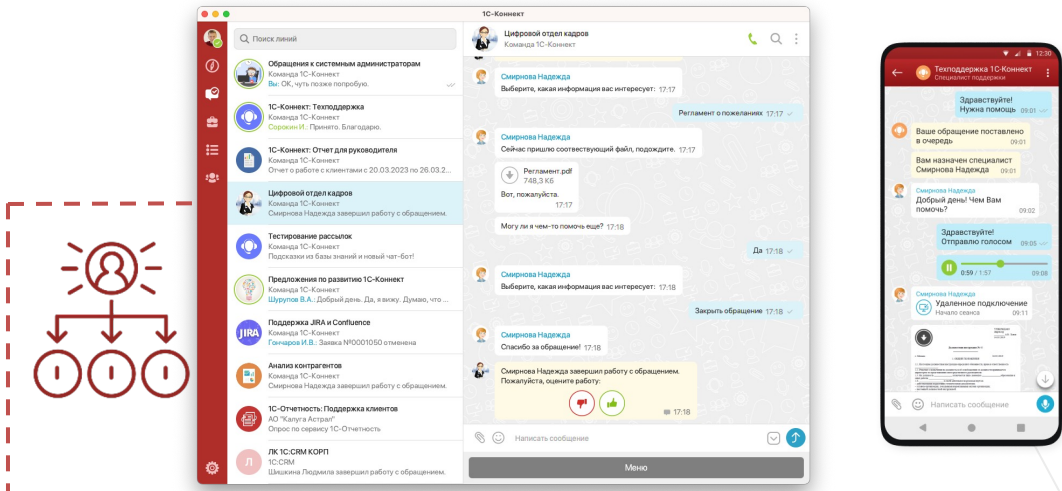 1С-Коннект
Поиск линий
Обращения к системным администраторам
Команда 1С-Коннект
Вы: ОК, чуть позже попробую.
1С-Коннект: Техподдержка
Команда 1С-Коннект
Сорокин И.: Принято. Благодарю.
1С-Коннект: Отчет для руководителя
Команда 1С-Коннект
Отчет о работе с клиентами с 20.03.2023 по 26.03.2...
Цифровой отдел кадров
Команда 1С-Коннект
Смирнова Надежда завершил работу с обращением.
Тестирование рассылок
Команда 1С-Коннект
Подсказки из базы знаний и новый чат-бот!
Предложения по развитию 1С-Коннект
Команда 1С-Коннект
Шурупов В.А.: Добрый день. Да, я вижу. Думаю, что ...
JIRA
Поддержка JIRA и Confluence
Команда 1С-Коннект
Гончаров И.В.: Заявка №0001050 отменена
Анализ контрагентов
Команда 1С-Коннект
Смирнова Надежда завершил работу с обращением.
1С-Отчетность: Поддержка клиентов
АО "Калуга Астрал"
Опрос по сервису 1С-Отчетность
Л
ЛК 1С:CRM КОРП
1C:CRM
Шишкина Людмила завершил работу с обращением.
Цифровой отдел кадров
Команда 1С-Коннект
Смирнова Надежда
Выберите, какая информация вас интересует: 17:17
Регламент о пожеланиях 17:17
Смирнова Надежда
Сейчас пришлю соотвествующий файл, подождите. 17:17
Регламент.pdf
748,3 Кб
Вот, пожалуйста.
17:17
Могу ли я чем-то помочь еще? 17:18
Да 17:18
Смирнова Надежда
Выберите, какая информация вас интересует: 17:18
Закрыть обращение 17:18
Смирнова Надежда
Спасибо за обращение! 17:18
Смирнова Надежда завершил работу с обращением.
Пожалуйста, оцените работу:
17:18
Написать сообщение
Меню
12:30
Техподдержка 1С-Коннект
Специалист поддержки
Здравствуйте!
Нужна помощь 09:01
Ваше обращение поставлено
в очередь 09:01
Вам назначен специалист
Смирнова Надежда 09:01
Смирнова Надежда
Добрый день! Чем Вам
помочь? 09:02
Здравствуйте!
Отправлю голосом 09:05
0:59 / 1:57 09:08
Смирнова Надежда
Удаленное подключение
Начало сеанса 09:11
Написать сообщение